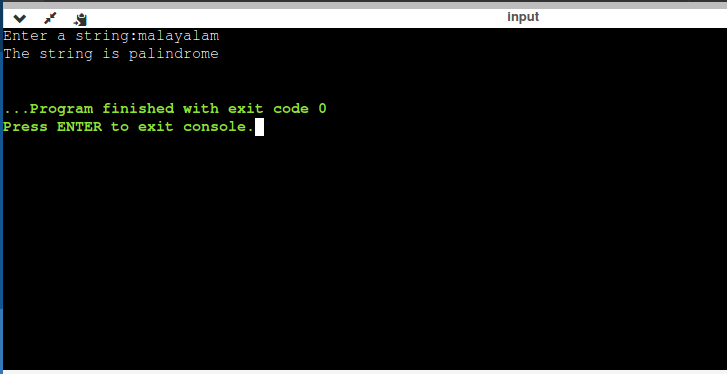 input
Enter a string:malayalam
The string is palindrome
...Program finished with exit code 0
Press ENTER to exit console.